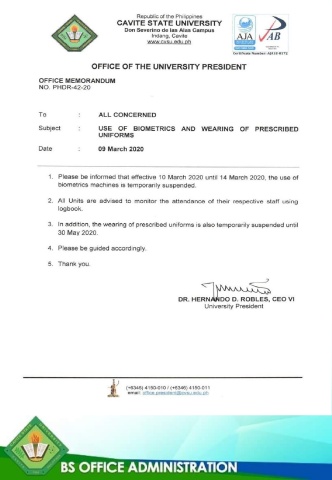 Republic of the Philippines
CAVITE STATE UNIVERSITY
Don Severino de las Alas Campus
Indang, Cavite
www.cvsu.edu.ph
AJA
AB
OFFICE OF THE UNIVERSITY PRESIDENT
OFFICE MEMORANDUM
NO. PHDR-42-20
To : ALL CONCERNED
Subject : USE OF BIOMETRICS AND WEARING OF PRESCRIBED
UNIFORMS
Date : 09 March 2020
1. Please be informed that effective 10 March 2020 until 14 March 2020, the use of
biometrics machines is temporarily suspended.
2. All Units are advised to monitor the attendance of their respective staff using
logbook.
3. In addition, the wearing of prescribed uniforms is also temporarily suspended until
30 May 2020.
4. Please be guided accordingly.
5. Thank you.
DR. HERNANDO D. ROBLES, CEO VI
University President
(+6346) 4150-010 / (+6346) 4150-011
email: office.president@cvsu.edu.ph
BS OFFICE ADMINISTRATION